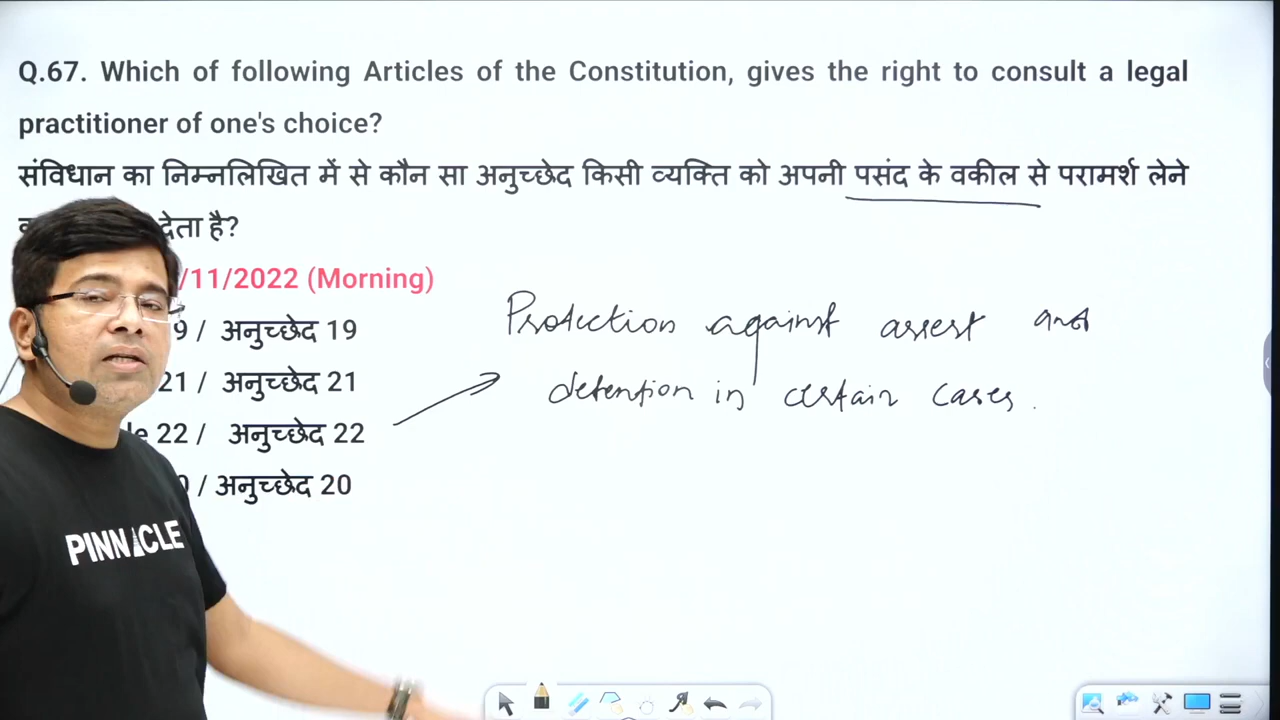 Q.67. Which of following Articles of the Constitution, gives the right to consult a legal
practitioner of one's choice?
संविधान का निम्नलिखित में से कौन सा अनुच्छेद किसी व्यक्ति को अपनी पसंद के वकील से परामर्श लेने
देता है?
/11/2022 (Morning)
9 / अनुच्छेद 19
21 / अनुच्छेद 21
22 / अनुच्छेद 22
/ अनुच्छेद 20
Protection against arrest and
detention in certain cases.
PINNACLE